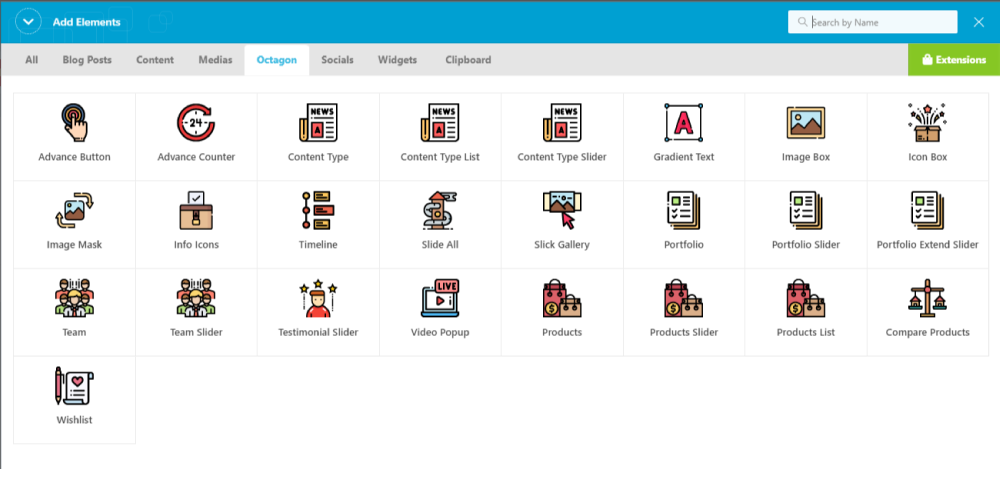 Add Elements
Search by Name
All Blog Posts Content Medias Octagon Socials Widgets Clipboard Extensions
24 NEWS A NEWS A NEWS A A
Advance Button Advance Counter Content Type Content Type List Content Type Slider Gradient Text Image Box Icon Box
Image Mask Info Icons Timeline Slide All Slick Gallery Portfolio Portfolio Slider Portfolio Extend Slider
LIVE $ $ $
Team Team Slider Testimonial Slider Video Popup Products Products Slider Products List Compare Products
Wishlist